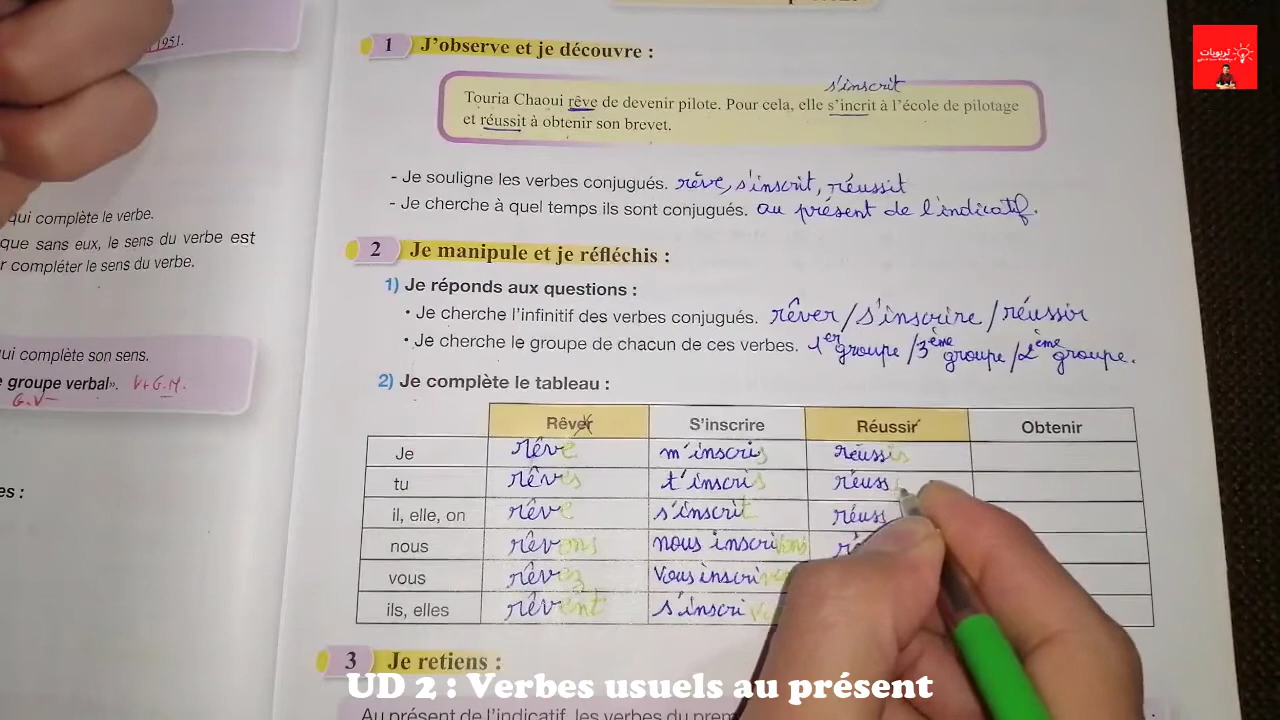 1951.
qui complète le verbe.
que sans eux, le sens du verbe est
r compléter le sens du verbe.
ui complète son sens.
groupe verbal». V+G.N.
G.V
es :
1 J'observe et je découvre :
s'inscrit
Touria Chaoui rêve de devenir pilote. Pour cela, elle s'incrit à l'école de pilotage
et réussit à obtenir son brevet.
- Je souligne les verbes conjugués. rêve, s'inscrit, réussit
- Je cherche à quel temps ils sont conjugués. au présent de l'indicatif.
2 Je manipule et je réfléchis :
1) Je réponds aux questions :
• Je cherche l'infinitif des verbes conjugués. rêver / s'inscrire / réussir
• Je cherche le groupe de chacun de ces verbes. 1er groupe / 3ème groupe / 2ème groupe.
2) Je complète le tableau :
Rêver S'inscrire Réussir Obtenir
Je rêve m'inscris réussis
tu rêves t'inscris réuss
il, elle, on rêve s'inscrit réuss
nous rêvons nous inscrivons ré
vous rêvez vous inscrive
ils, elles rêvent s'inscrive
3 Je retiens :
Au présent de l'indicatif, les verbes du prem
UD 2 : Verbes usuels au présent
تربويات